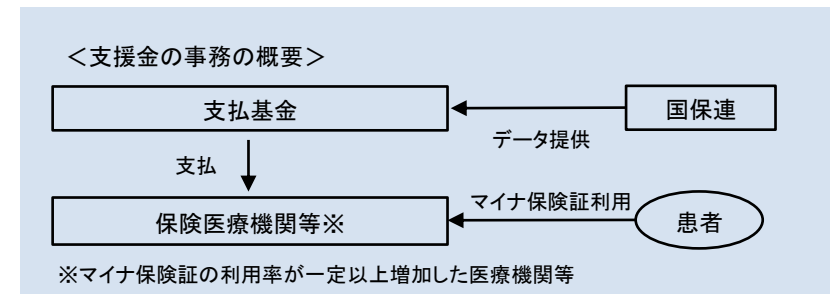 ＜支援金の事務の概要＞
支払基金
国保連
データ提供
支払
マイナ保険証利用
保険医療機関等※
患者
※マイナ保険証の利用率が一定以上増加した医療機関等